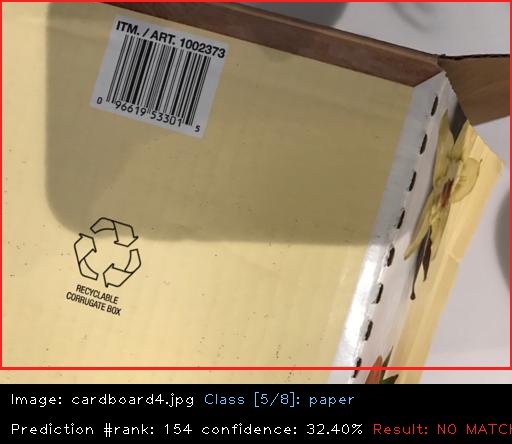 ITM. / ART. 1002373
0 96619 53301 5
RECYCLABLE
CORRUGATE BOX
Image: cardboard4.jpg Class [5/8]: paper
Prediction #rank: 154 confidence: 32.40% Result: NO MATCH